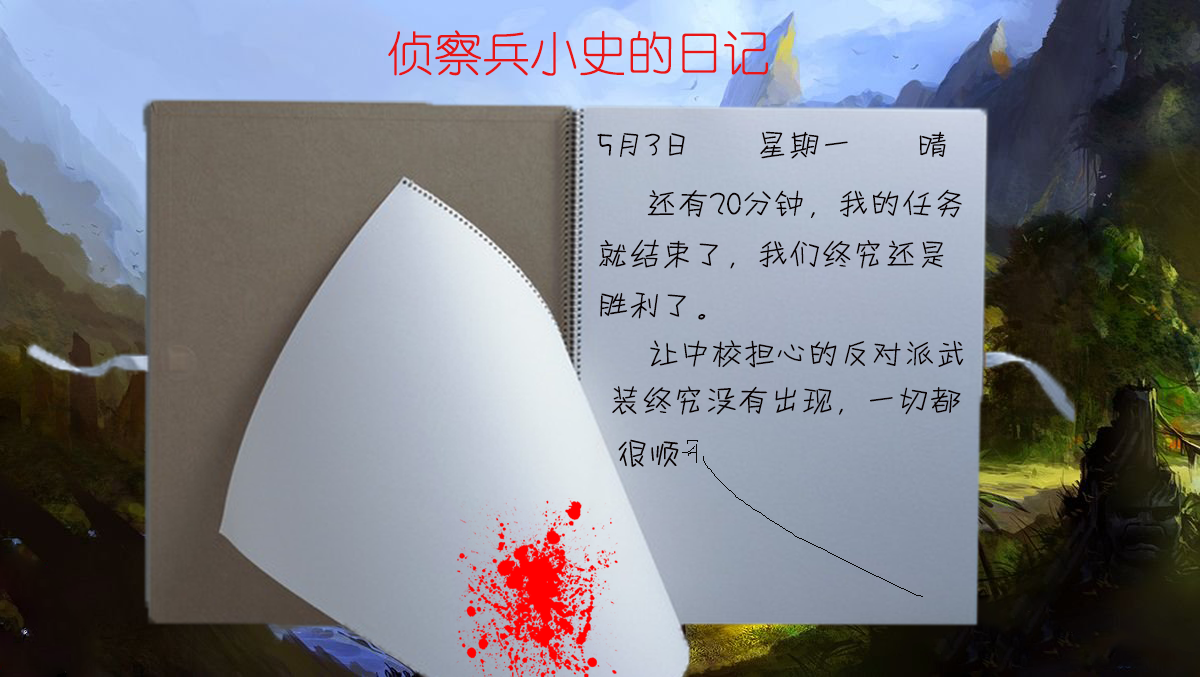 侦察兵小史的日记
5月3日 星期一 晴
还有20分钟，我的任务
就结束了，我们终究还是
胜利了。
让中校担心的反对派武
装终究没有出现，一切都
很顺